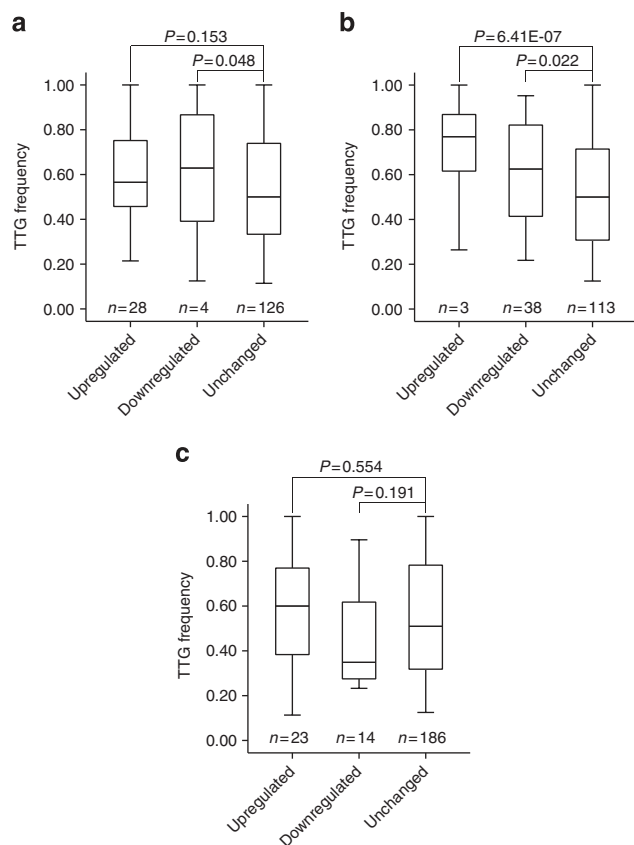 a
P=0.153
P=0.048
1.00
0.80
0.60
0.40
0.20
0.00
TTG frequency
n=28
n=4
n=126
Upregulated
Downregulated
Unchanged
b
P=6.41E-07
P=0.022
1.00
0.80
0.60
0.40
0.20
0.00
TTG frequency
n=3
n=38
n=113
Upregulated
Downregulated
Unchanged
c
P=0.554
P=0.191
1.00
0.80
0.60
0.40
0.20
0.00
TTG frequency
n=23
n=14
n=186
Upregulated
Downregulated
Unchanged